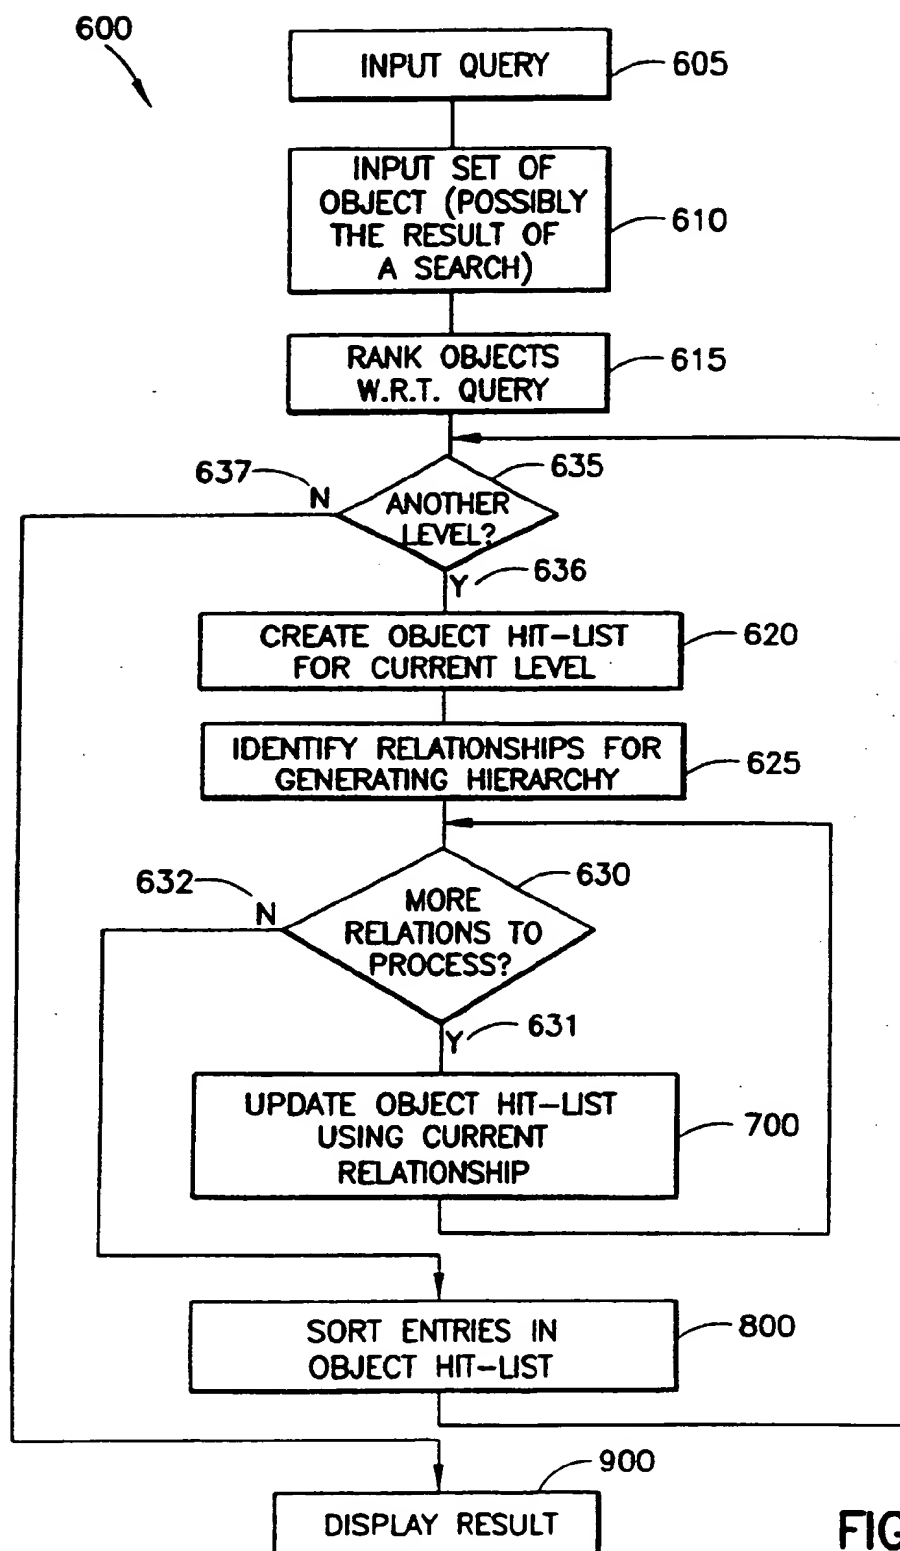 600
INPUT QUERY
605
INPUT SET OF
OBJECT (POSSIBLY
THE RESULT OF
A SEARCH)
610
RANK OBJECTS
W.R.T. QUERY
615
637
N
635
ANOTHER
LEVEL?
Y
636
CREATE OBJECT HIT-LIST
FOR CURRENT LEVEL
620
IDENTIFY RELATIONSHIPS FOR
GENERATING HIERARCHY
625
632
N
630
MORE
RELATIONS TO
PROCESS?
Y
631
UPDATE OBJECT HIT-LIST
USING CURRENT
RELATIONSHIP
700
SORT ENTRIES IN
OBJECT HIT-LIST
800
900
DISPLAY RESULT
FIG